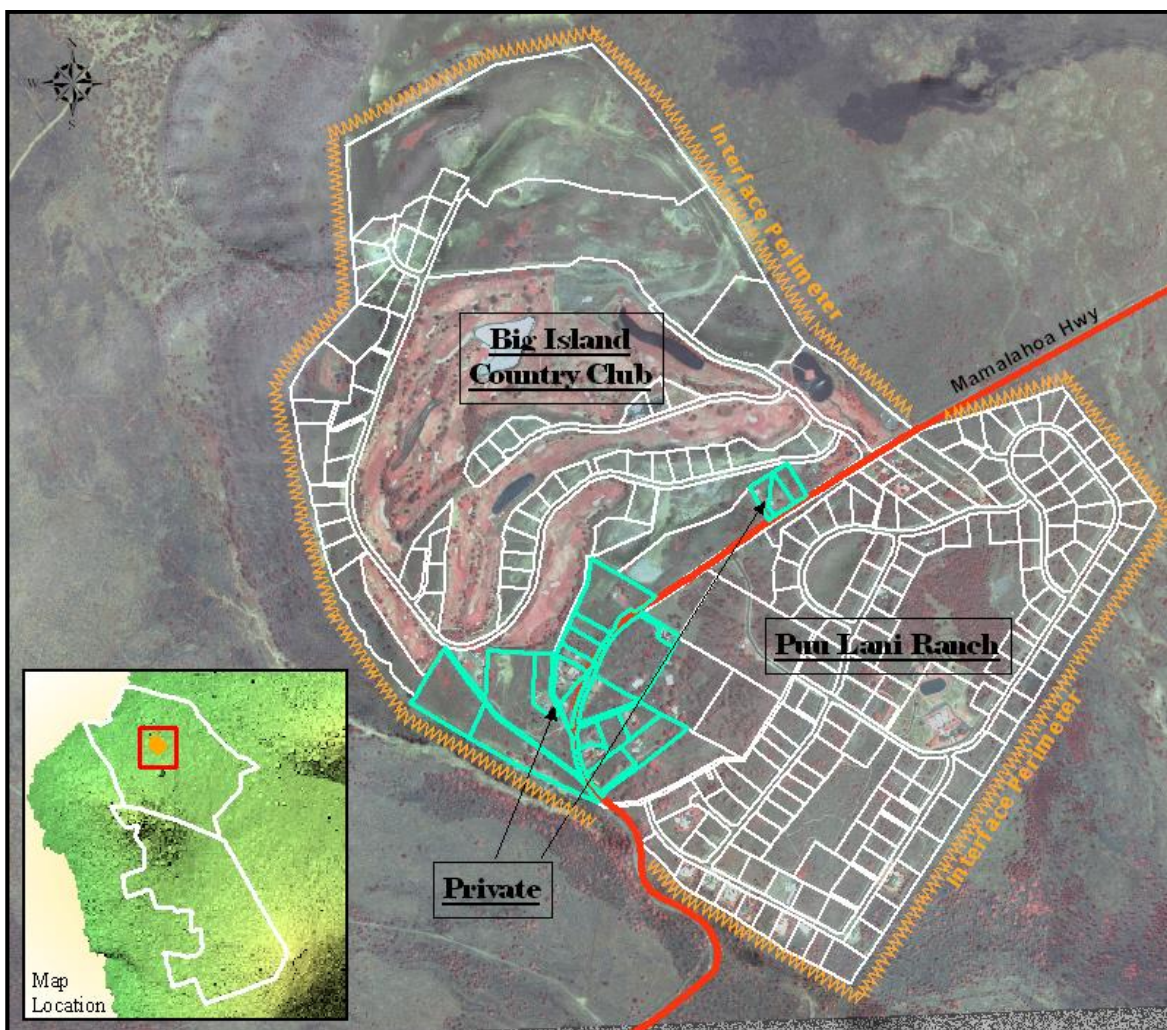 N
W
S
Interface Perimeter
Mamalahoa Hwy
Big Island
Country Club
Puu Lani Ranch
Interface Perimeter
Private
Map
Location